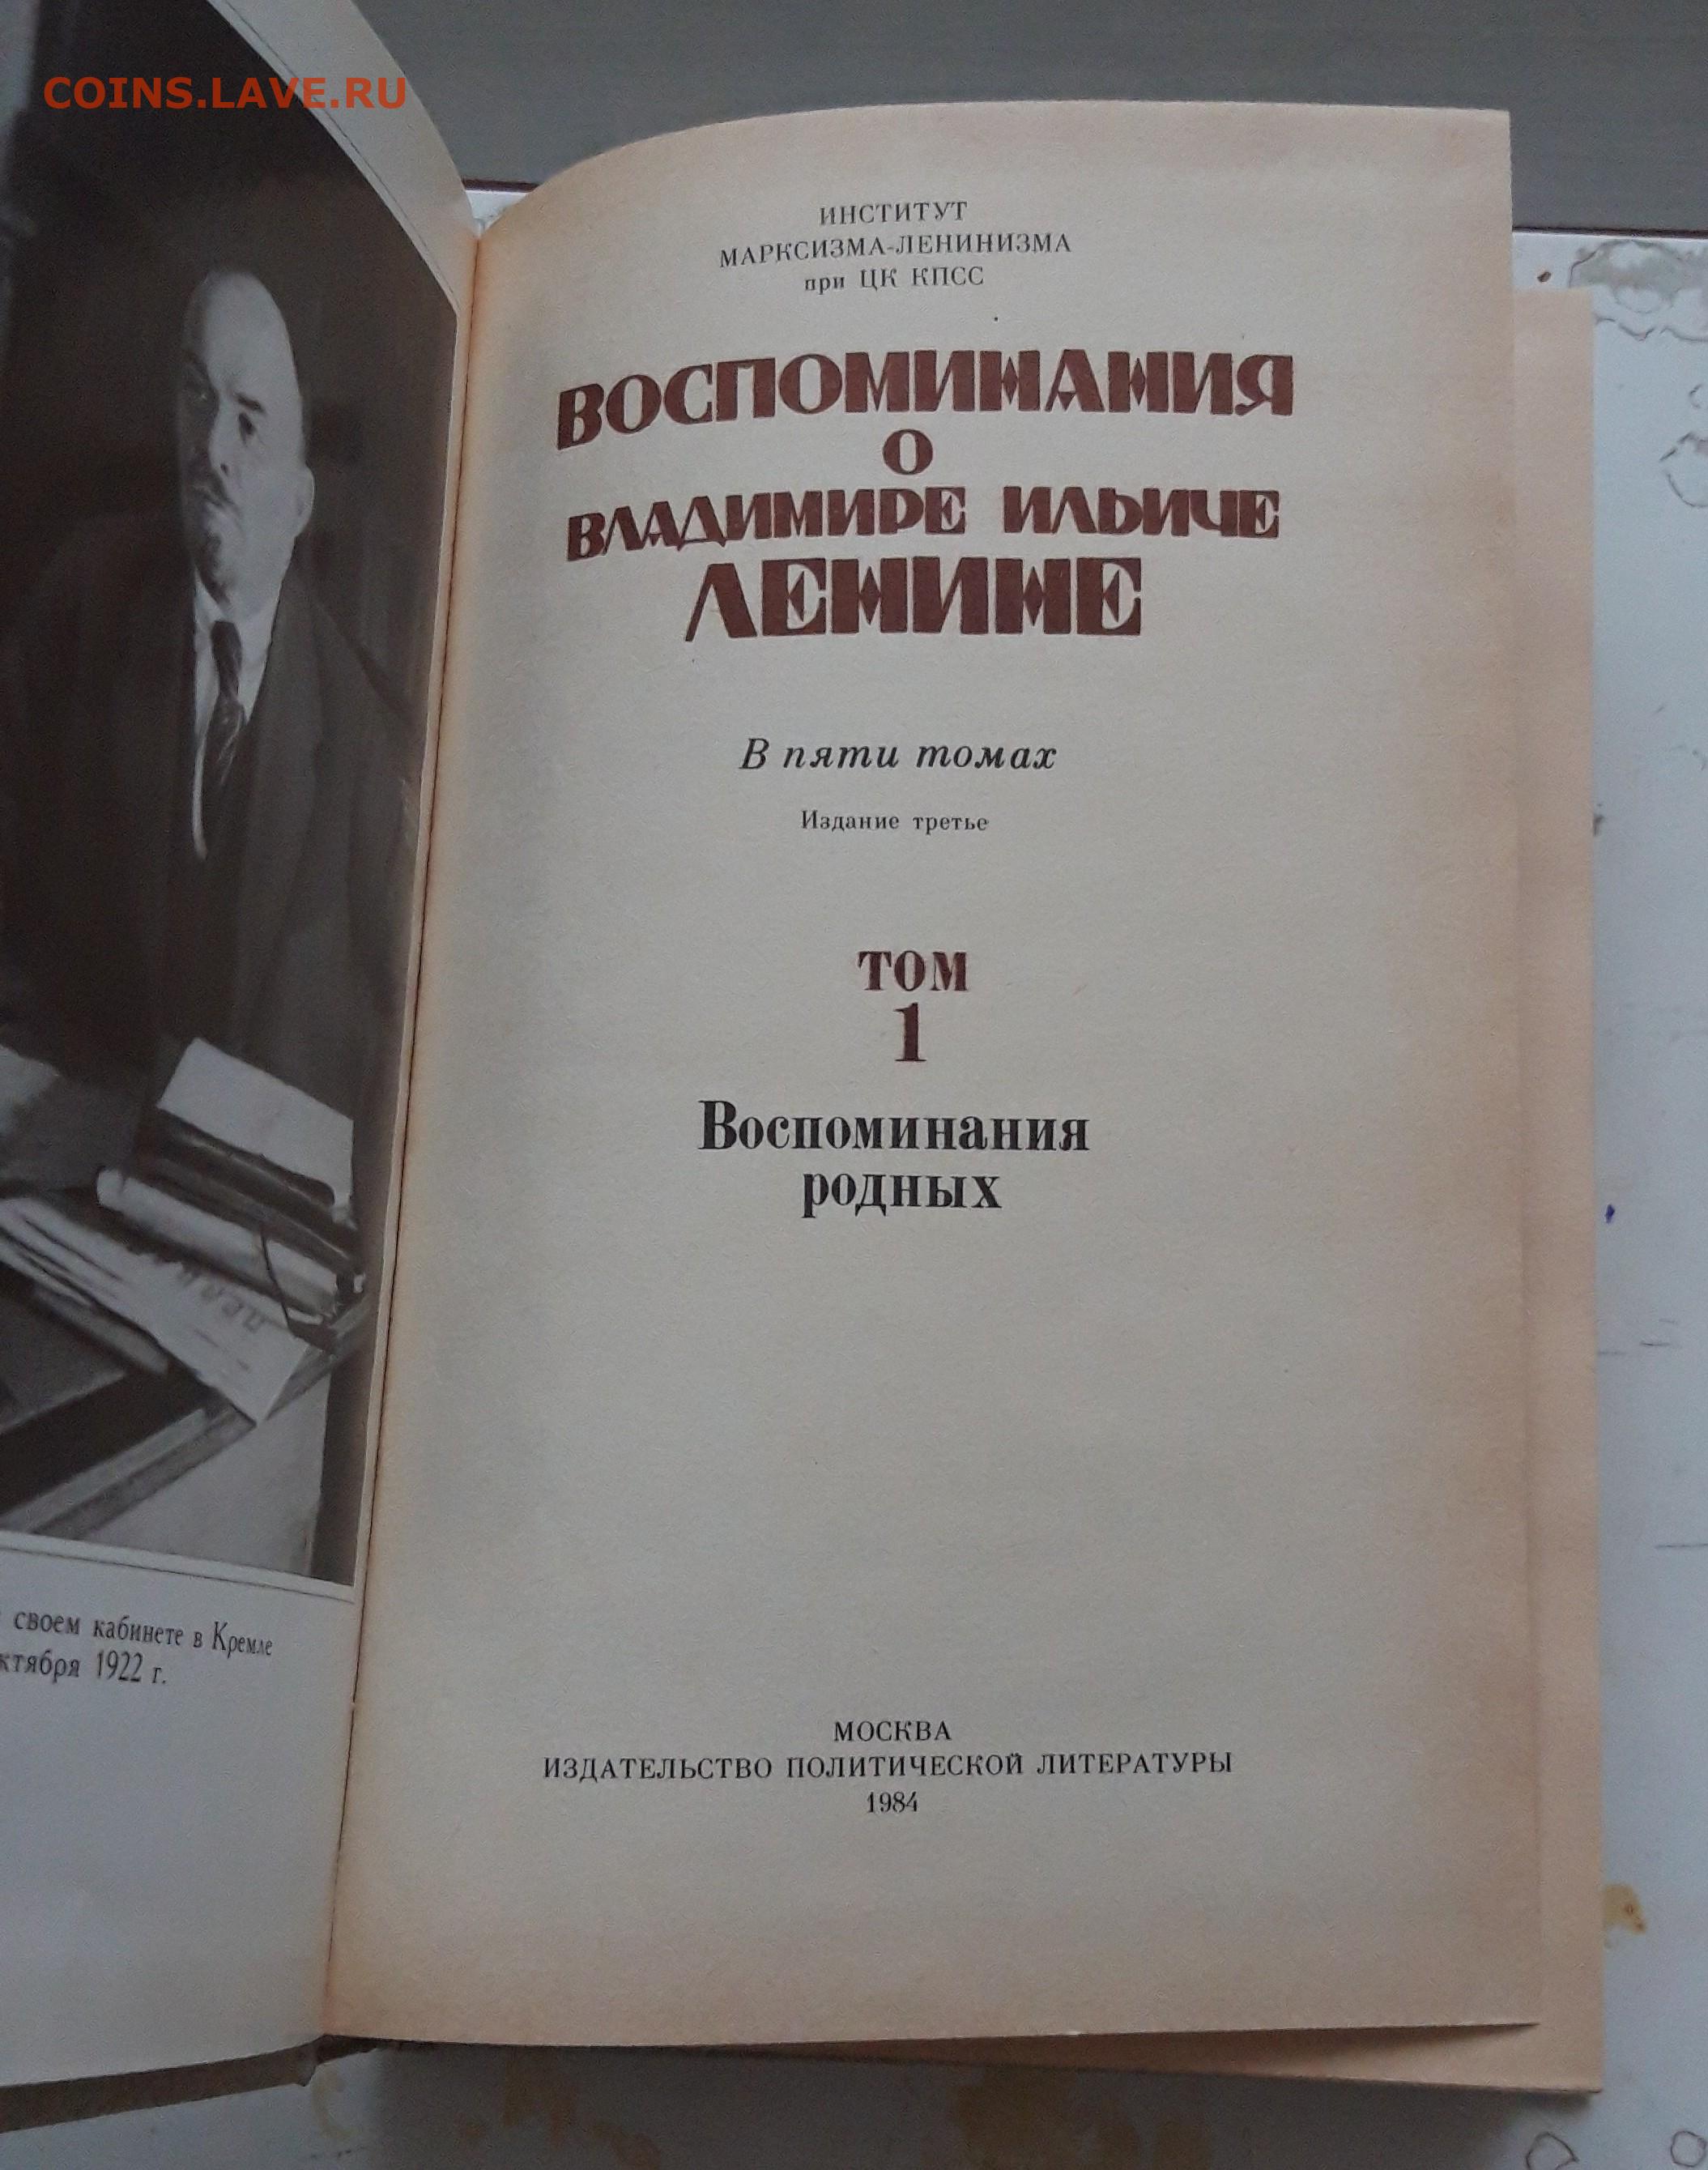 COINS.LAVE.RU
своем кабинете в Кремле
октября 1922 г.
ИНСТИТУТ
МАРКСИЗМА-ЛЕНИНИЗМА
при ЦК КПСС
ВОСПОМИНАНИЯ
О
ВЛАДИМИРЕ ИЛЬИЧЕ
ЛЕНИНЕ
В пяти томах
Издание третье
ТОМ
1
Воспоминания
родных
МОСКВА
ИЗДАТЕЛЬСТВО ПОЛИТИЧЕСКОЙ ЛИТЕРАТУРЫ
1984